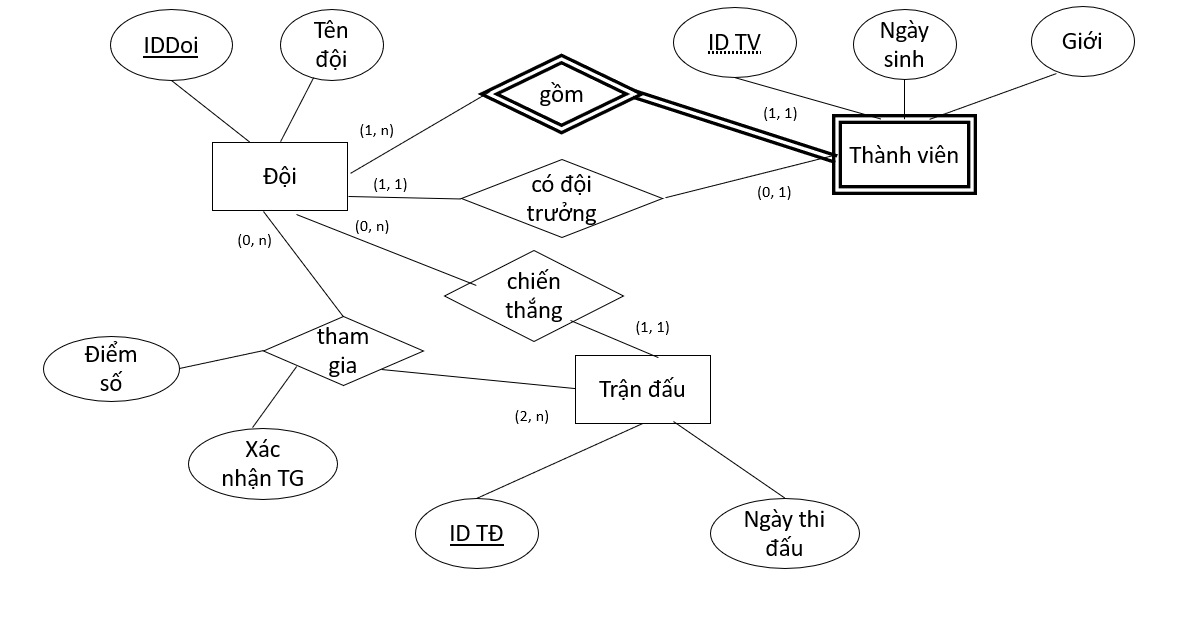 IDDoi
Tên
đội
ID TV
Ngày
sinh
Giới
gồm
(1, n)
(1, 1)
Đội
Thành viên
(1, 1)
có đội
trưởng
(0, 1)
(0, n)
(0, n)
chiến
thắng
(1, 1)
tham
gia
Điểm
số
Trận đấu
(2, n)
Xác
nhận TG
ID TĐ
Ngày thi
đấu